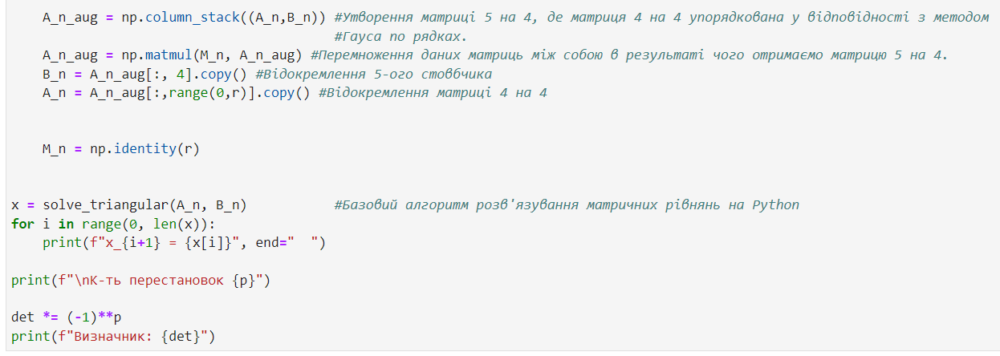 A_n_aug = np.column_stack((A_n,B_n)) #Утворення матриці 5 на 4, де матриця 4 на 4 упорядкована у відповідності з методом
#Гауса по рядках.
A_n_aug = np.matmul(M_n, A_n_aug) #Перемноження даних матриць між собою в результаті чого отримаємо матрицю 5 на 4.
B_n = A_n_aug[:, 4].copy() #Відокремлення 5-ого стовбчика
A_n = A_n_aug[:,range(0,r)].copy() #Відокремлення матриці 4 на 4
M_n = np.identity(r)
x = solve_triangular(A_n, B_n) #Базовий алгоритм розв'язування матричних рівнянь на Python
for i in range(0, len(x)):
print(f"x_{i+1} = {x[i]}", end="  ")
print(f"\nК-ть перестановок {p}")
det *= (-1)**p
print(f"Визначник: {det}")